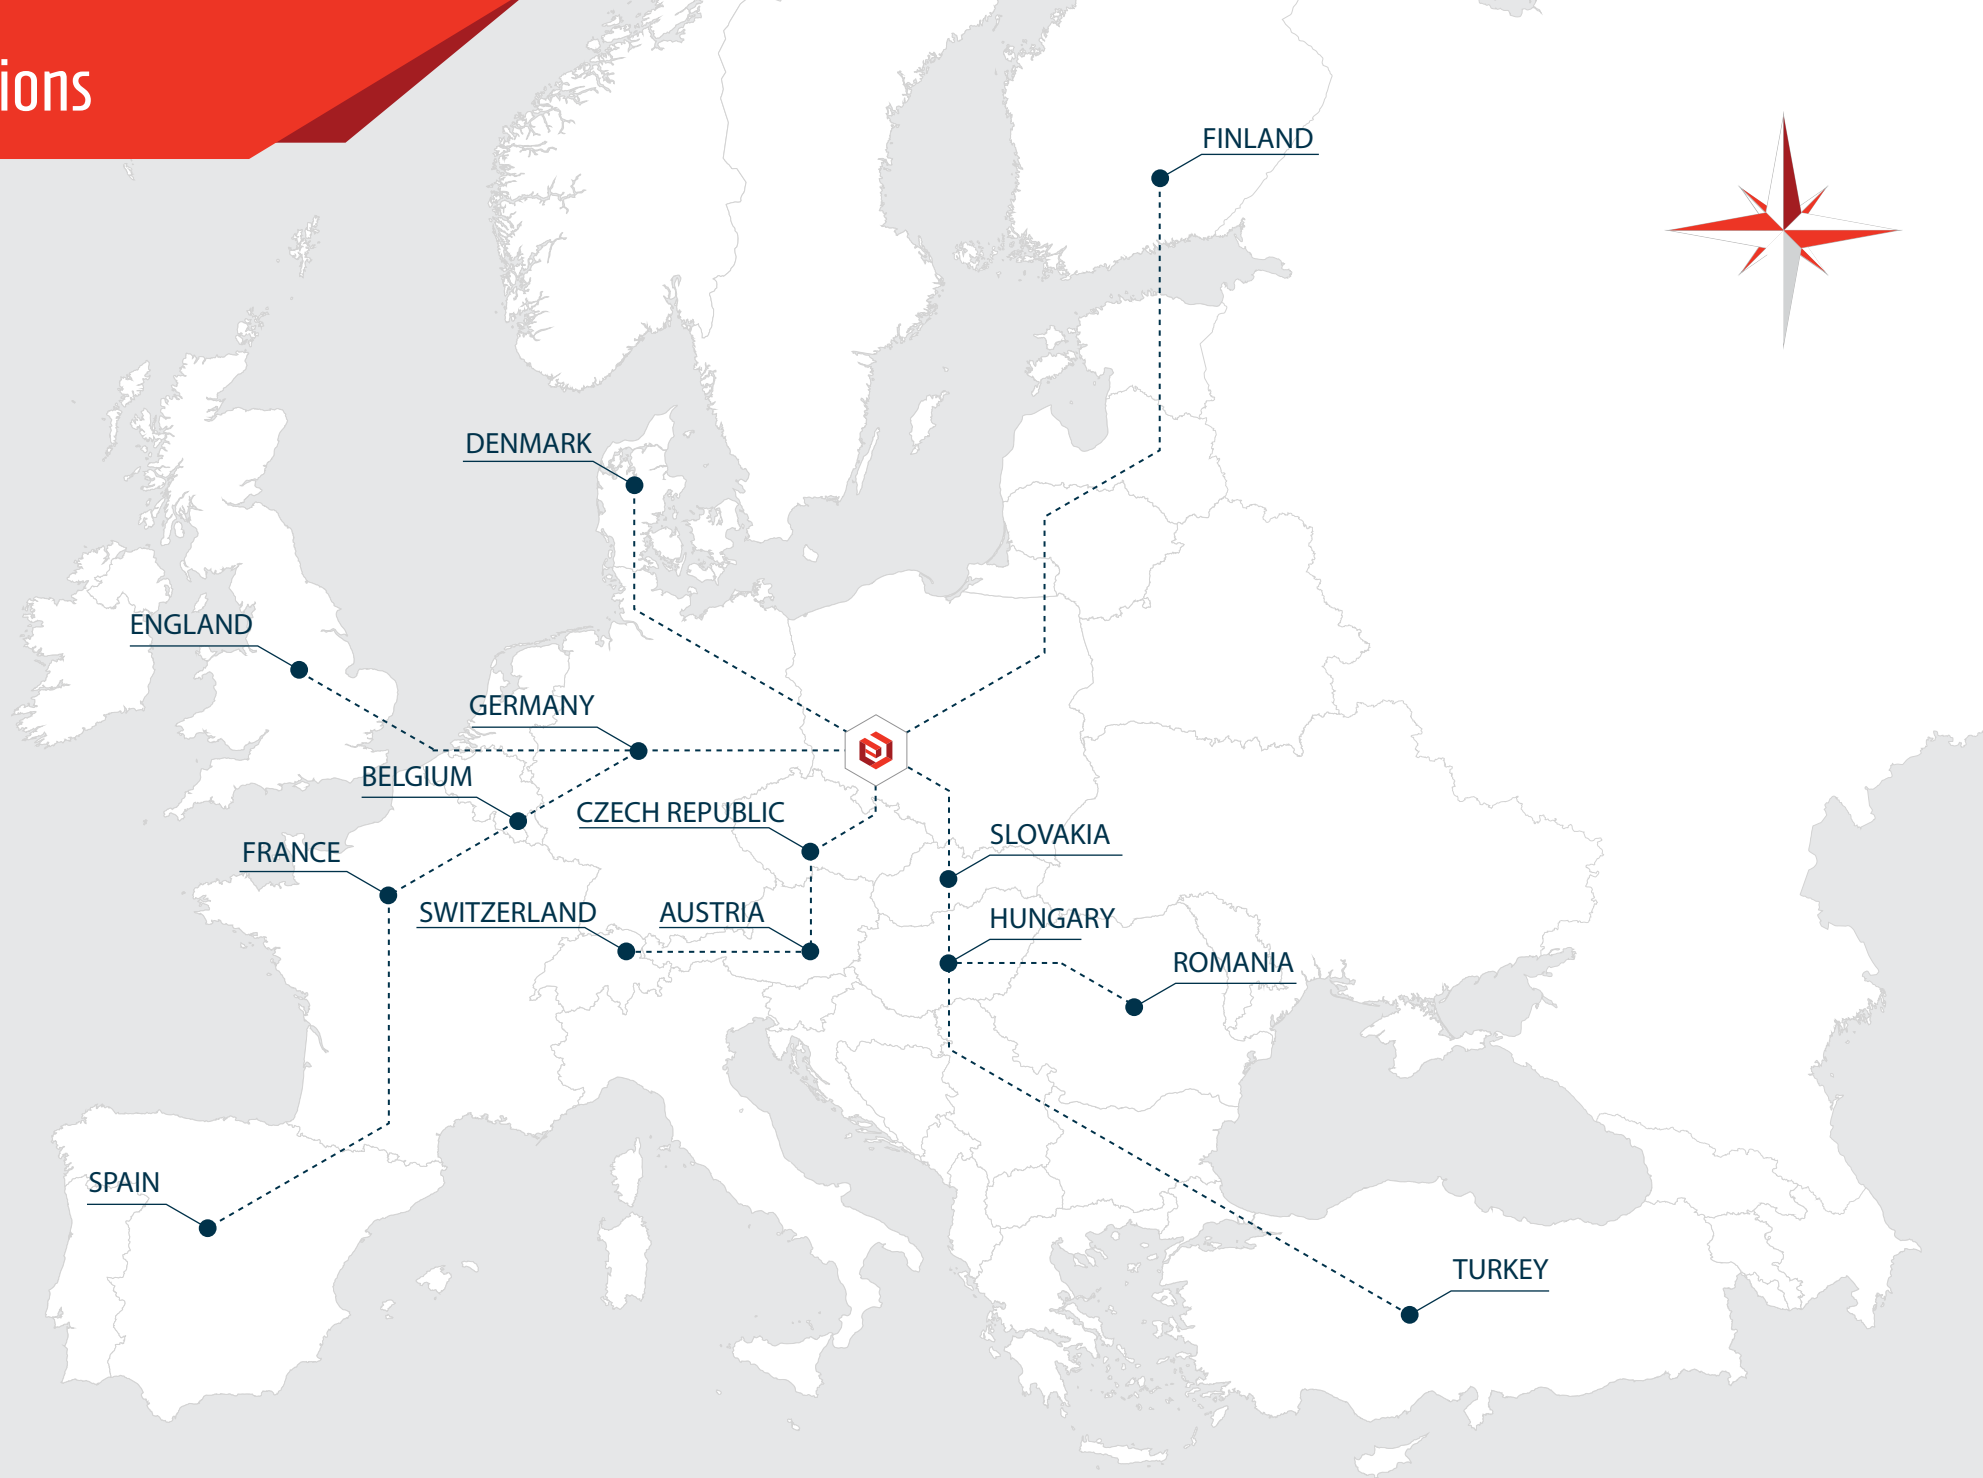 ions
FINLAND
DENMARK
ENGLAND
GERMANY
BELGIUM
CZECH REPUBLIC
SLOVAKIA
FRANCE
SWITZERLAND
AUSTRIA
HUNGARY
ROMANIA
SPAIN
TURKEY